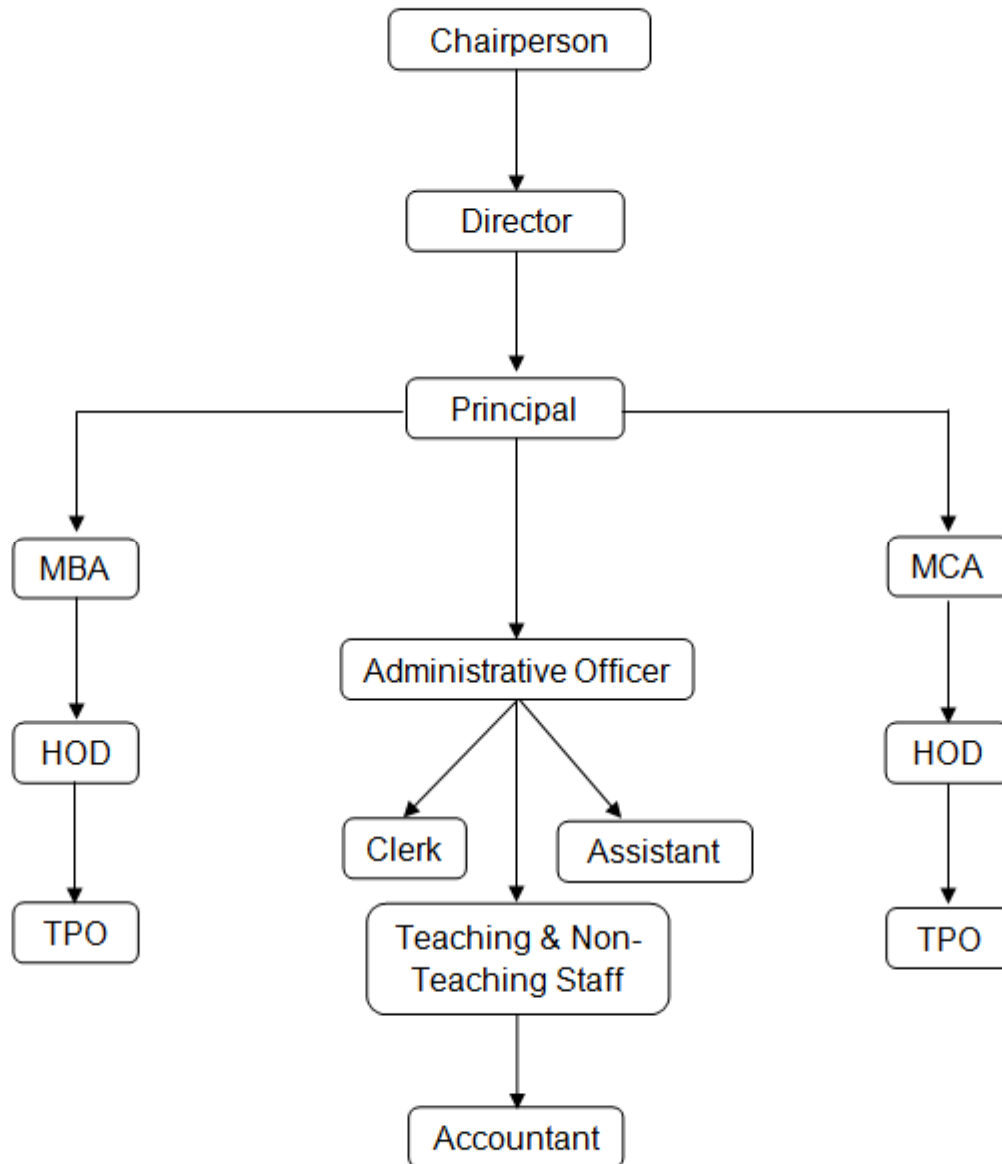 Chairperson
Director
Principal
MBA
MCA
Administrative Officer
HOD
HOD
Clerk
Assistant
TPO
Teaching & Non-
Teaching Staff
TPO
Accountant